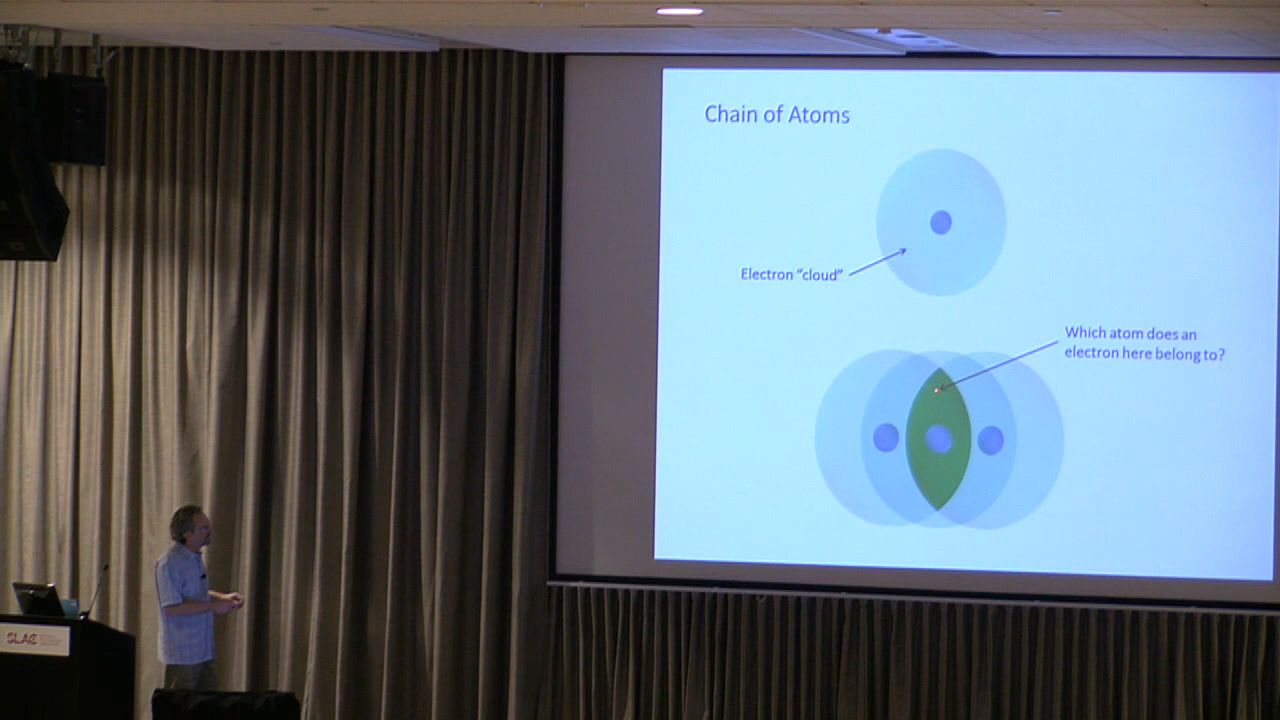 Chain of Atoms
Electron “cloud”
Which atom does an
electron here belong to?
SLAC